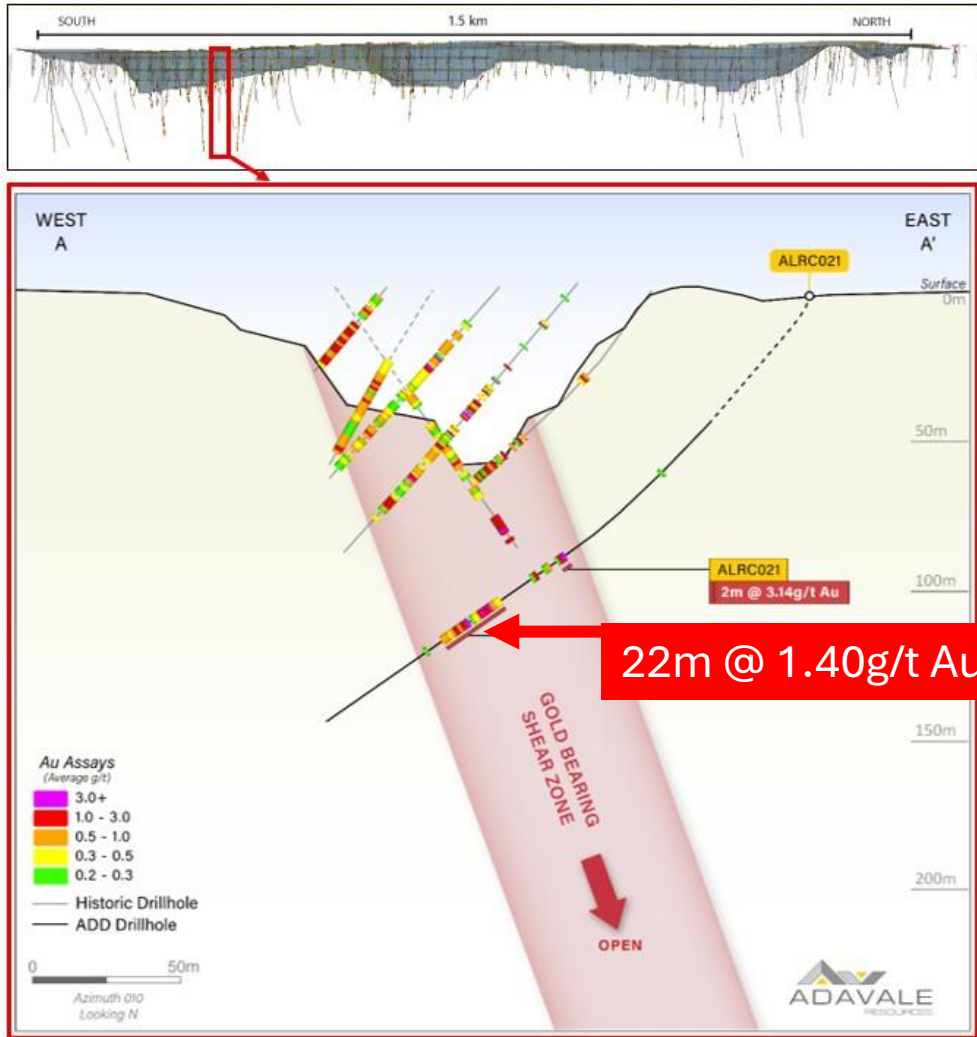 SOUTH
1.5 km
NORTH
WEST
A
EAST
A'
ALRC021
Surface
0m
50m
100m
ALRC021
2m @ 3.14g/t Au
22m @ 1.40g/t Au
150m
GOLD BEARING
SHEAR ZONE
200m
OPEN
Au Assays
(Average g/t)
3.0+
1.0 - 3.0
0.5 - 1.0
0.3 - 0.5
0.2 - 0.3
Historic Drillhole
ADD Drillhole
0
50m
Azimuth 010
Looking N
ADAVALE
RESOURCES